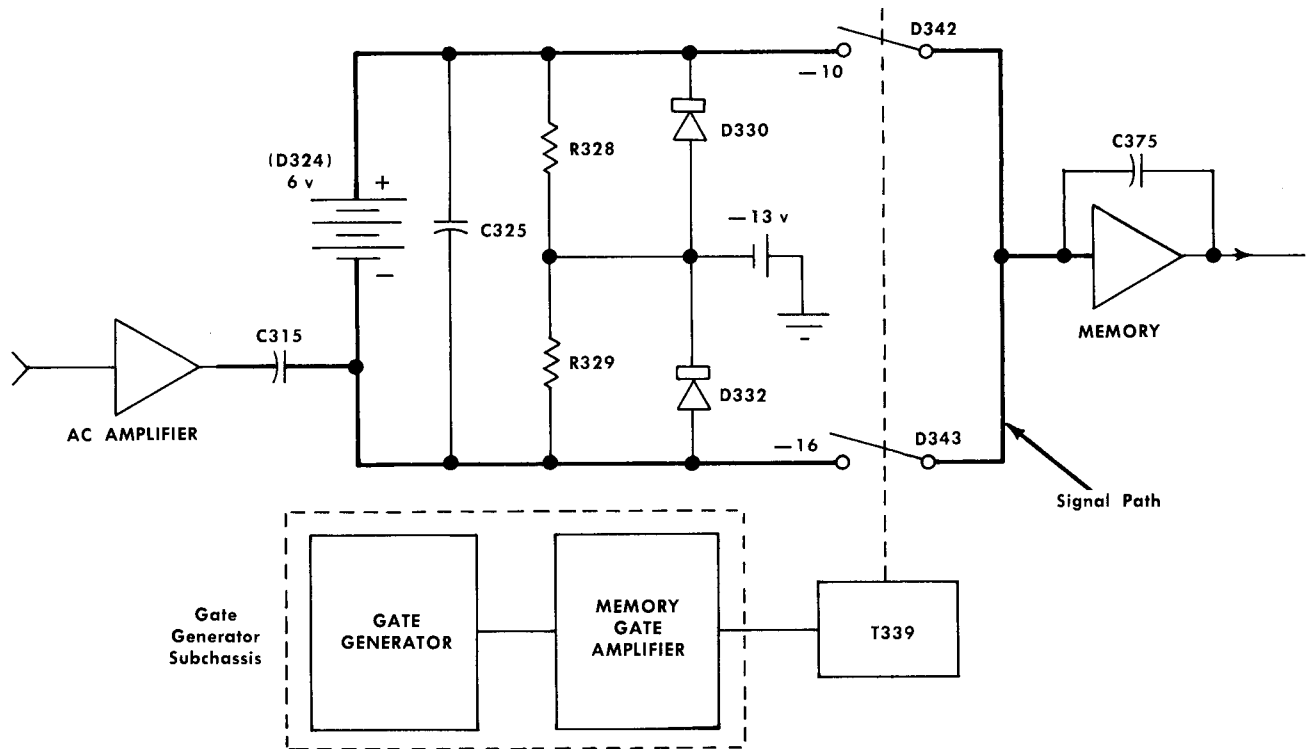 D342
—10
D330
C375
R328
(D324)
6 v
+
C325
—13 v
—
MEMORY
C315
R329
D332
AC AMPLIFIER
—16
D343
Signal Path
Gate
Generator
Subchassis
GATE
GENERATOR
MEMORY
GATE
AMPLIFIER
T339